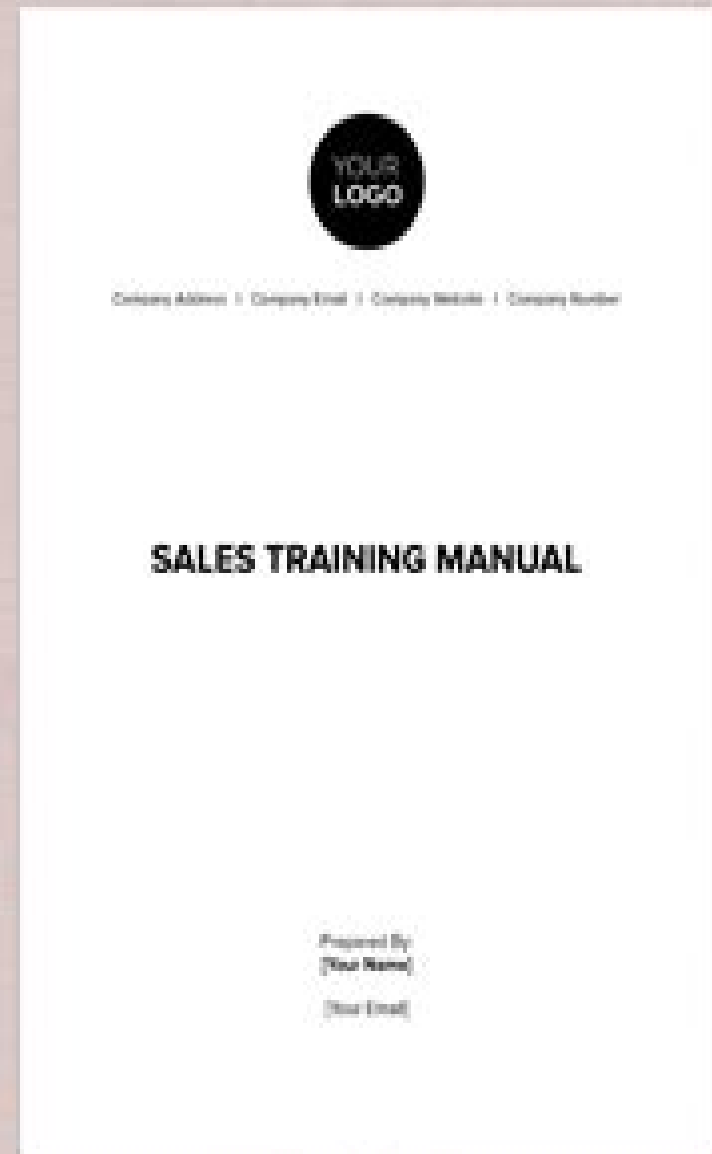 YOUR
LOGO
Company Address | Company Email | Company Website | Company Number
SALES TRAINING MANUAL
Prepared By
[Your Name]
[Your Email]